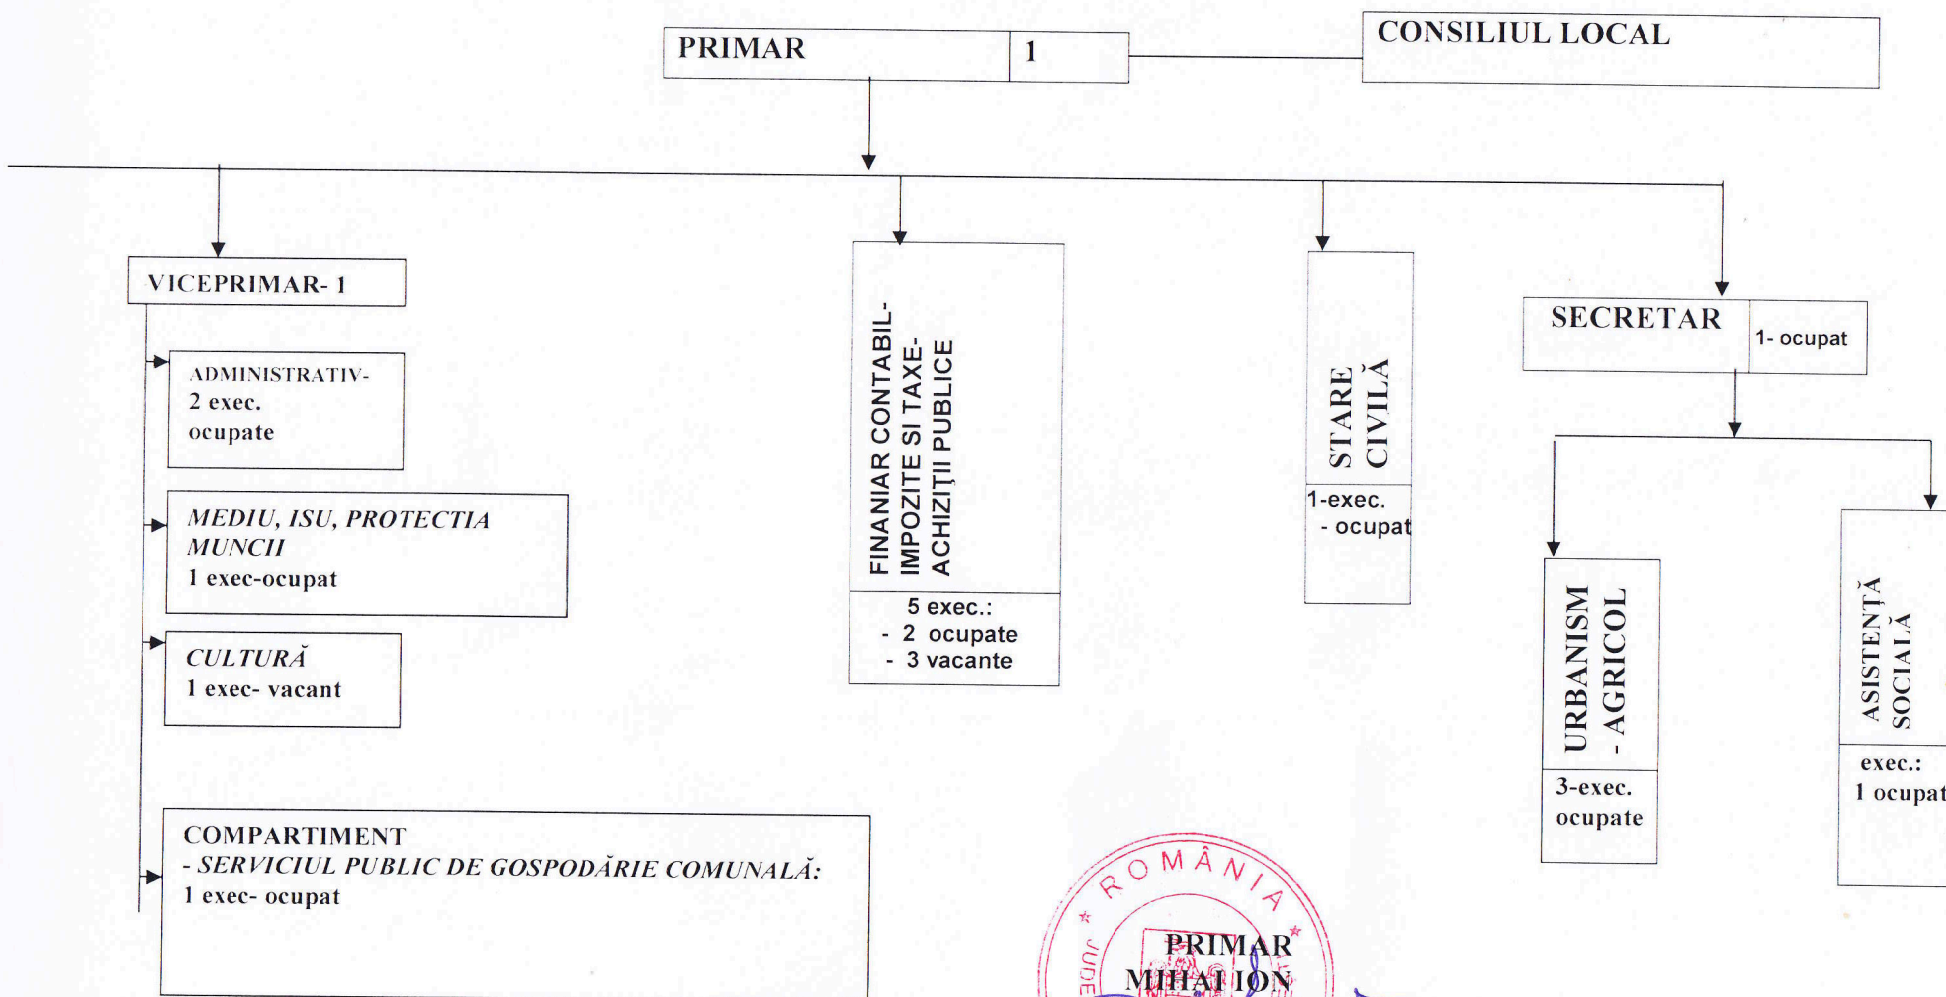 PRIMAR 1
CONSILIUL LOCAL
VICEPRIMAR- 1
ADMINISTRATIV-
2 exec.
ocupate
MEDIU, ISU, PROTECTIA
MUNCII
1 exec-ocupat
CULTURĂ
1 exec- vacant
COMPARTIMENT
- SERVICIUL PUBLIC DE GOSPODĂRIE COMUNALĂ:
1 exec- ocupat
FINANIAR CONTABIL-
IMPOZITE SI TAXE-
ACHIZIŢII PUBLICE
5 exec.:
- 2 ocupate
- 3 vacante
STARE
CIVILĂ
1-exec.
- ocupat
SECRETAR 1- ocupat
URBANISM
- AGRICOL
3-exec.
ocupate
ASISTENŢĂ
SOCIALĂ
exec.:
1 ocupat
ROMÂNIA
PRIMAR
MIHAI ION